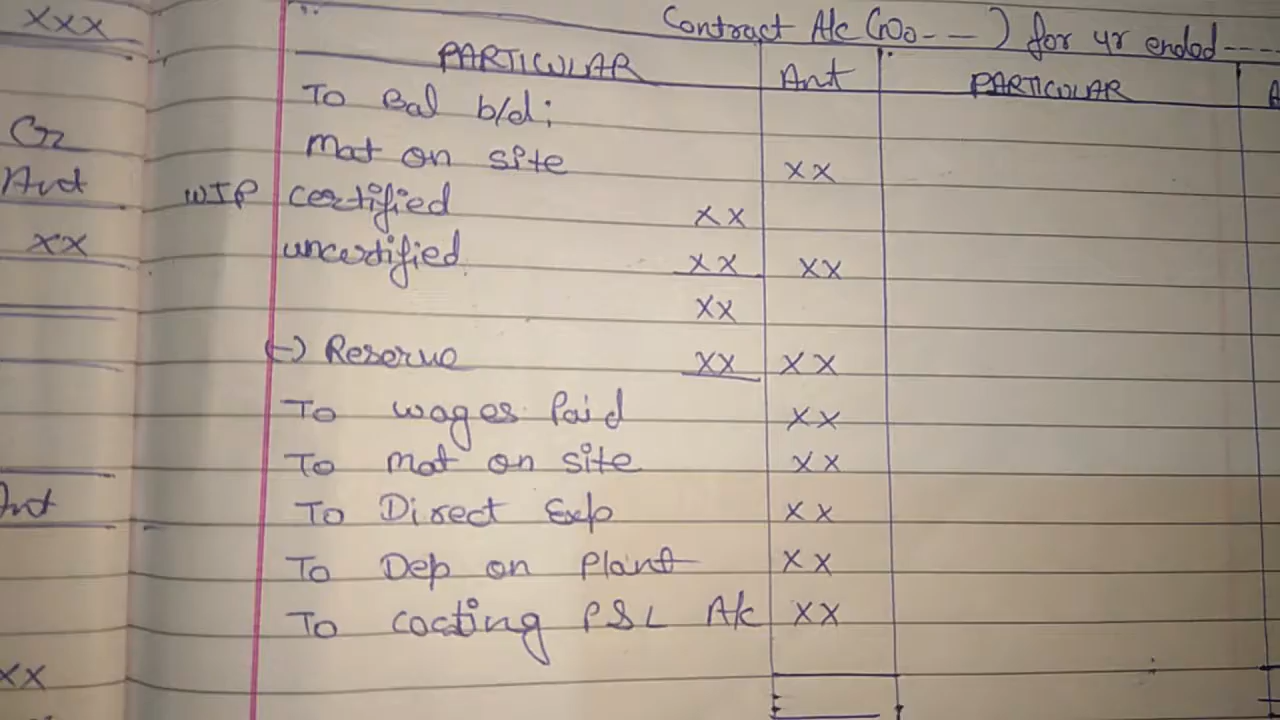 xxx
Cr
Amt
xx
Amt
xx
Contract A/c (no--) for yr ended----
PARTICULAR Amt PARTICULAR A
To Bal b/d:
Mat on site xx
WIP certified xx
uncertified xx xx
xx
(-) Reserve xx xx
To wages Paid xx
To mat on site xx
To Direct Exp xx
To Dep on Plant xx
To costing P&L A/c xx